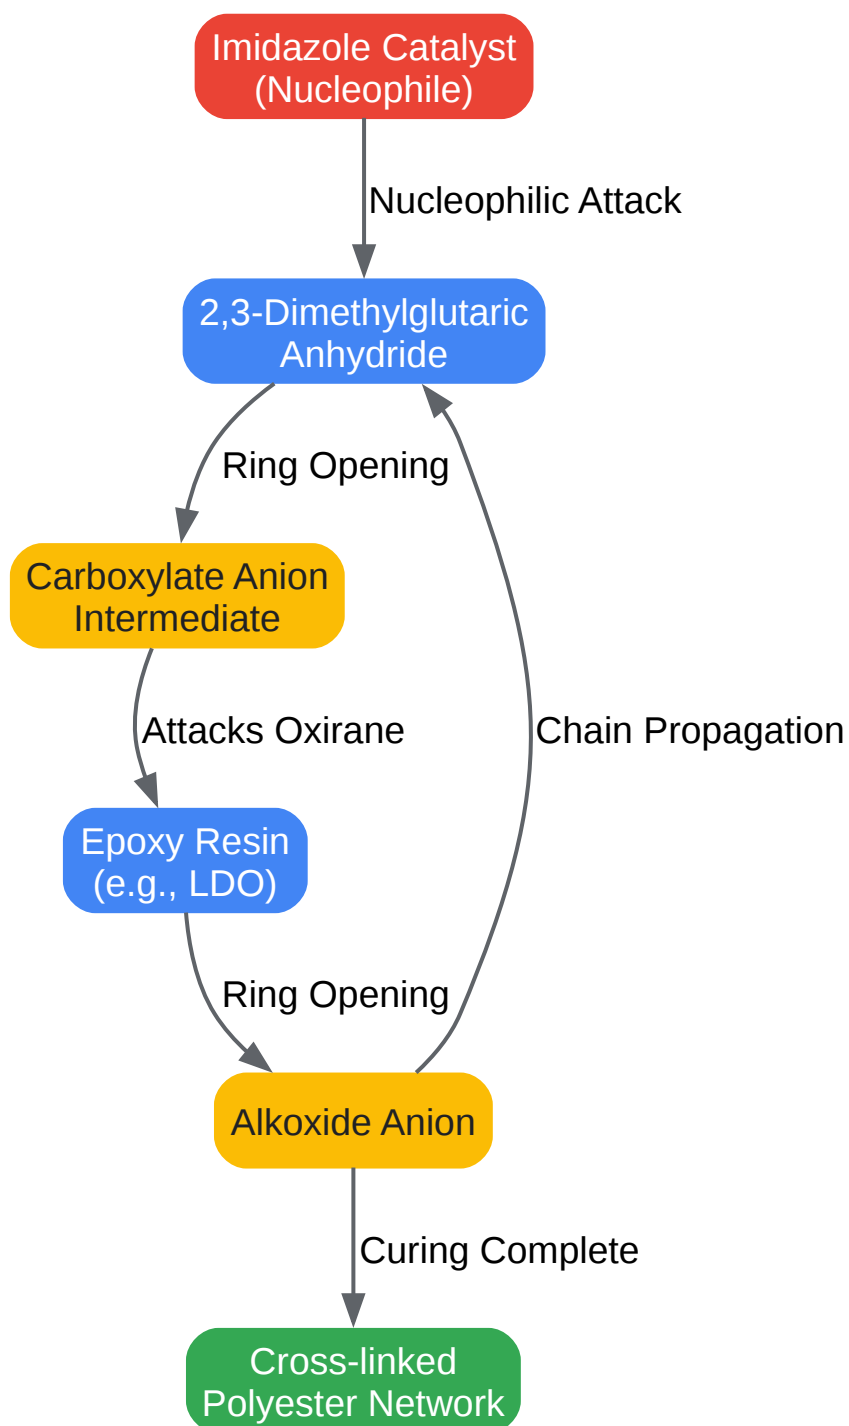 Imidazole Catalyst
(Nucleophile)
Nucleophilic Attack
2,3-Dimethylglutaric
Anhydride
Ring Opening
Carboxylate Anion
Intermediate
Attacks Oxirane
Chain Propagation
Epoxy Resin
(e.g., LDO)
Ring Opening
Alkoxide Anion
Curing Complete
Cross-linked
Polyester Network